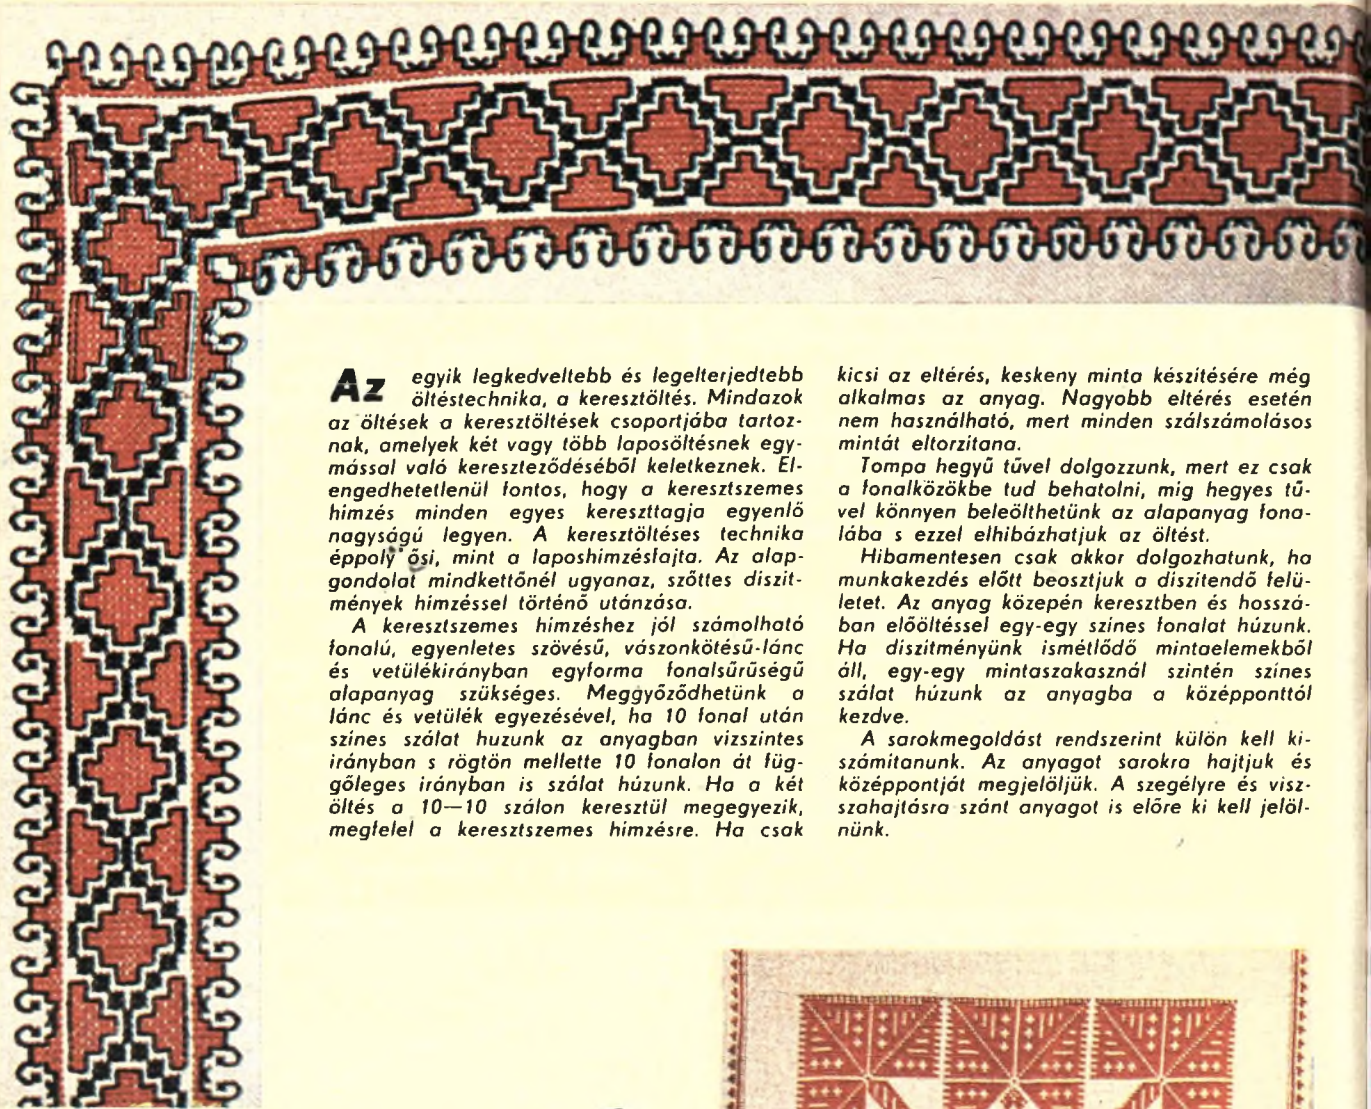 Az egyik legkedveltebb és legelterjedtebb
öltéstechnika, a keresztöltés. Mindazok
az öltések a keresztöltések csoportjába tartoz-
nak, amelyek két vagy több laposöltésnek egy-
mással való kereszteződéséből keletkeznek. El-
engedhetetlenül fontos, hogy a keresztszemes
hímzés minden egyes kereszttagja egyenlő
nagyságú legyen. A keresztöltéses technika
éppoly ősi, mint a laposhímzésfajta. Az alap-
gondolat mindkettőnél ugyanaz, szőttes díszít-
mények hímzéssel történő utánzása.
A keresztszemes hímzéshez jól számolható
fonalú, egyenletes szövésű, vászonkötésű-lánc
és vetülékirányban egyforma fonalsűrűségű
alapanyag szükséges. Meggyőződhetünk a
lánc és vetülék egyezésével, ha 10 fonal után
színes szálat huzunk az anyagban vízszintes
irányban s rögtön mellette 10 fonalon át füg-
gőleges irányban is szálat húzunk. Ha a két
öltés a 10—10 szálon keresztül megegyezik,
megfelel a keresztszemes hímzésre. Ha csak
kicsi az eltérés, keskeny minta készítésére még
alkalmas az anyag. Nagyobb eltérés esetén
nem használható, mert minden szálszámolásos
mintát eltorzítana.
Tompa hegyű tűvel dolgozzunk, mert ez csak
a fonalközökbe tud behatolni, míg hegyes tű-
vel könnyen beleölthetünk az alapanyag fona-
lába s ezzel elhibázhatjuk az öltést.
Hibamentesen csak akkor dolgozhatunk, ha
munkakezdés előtt beosztjuk a díszítendő felü-
letet. Az anyag közepén keresztben és hosszá-
ban előöltéssel egy-egy színes fonalat húzunk.
Ha díszítményünk ismétlődő mintaelemekből
áll, egy-egy mintaszakasznál szintén színes
szálat húzunk az anyagba a középponttól
kezdve.
A sarokmegoldást rendszerint külön kell ki-
számítanunk. Az anyagot sarokra hajtjuk és
középpontját megjelöljük. A szegélyre és visz-
szahajtásra szánt anyagot is előre ki kell jelöl-
nünk.